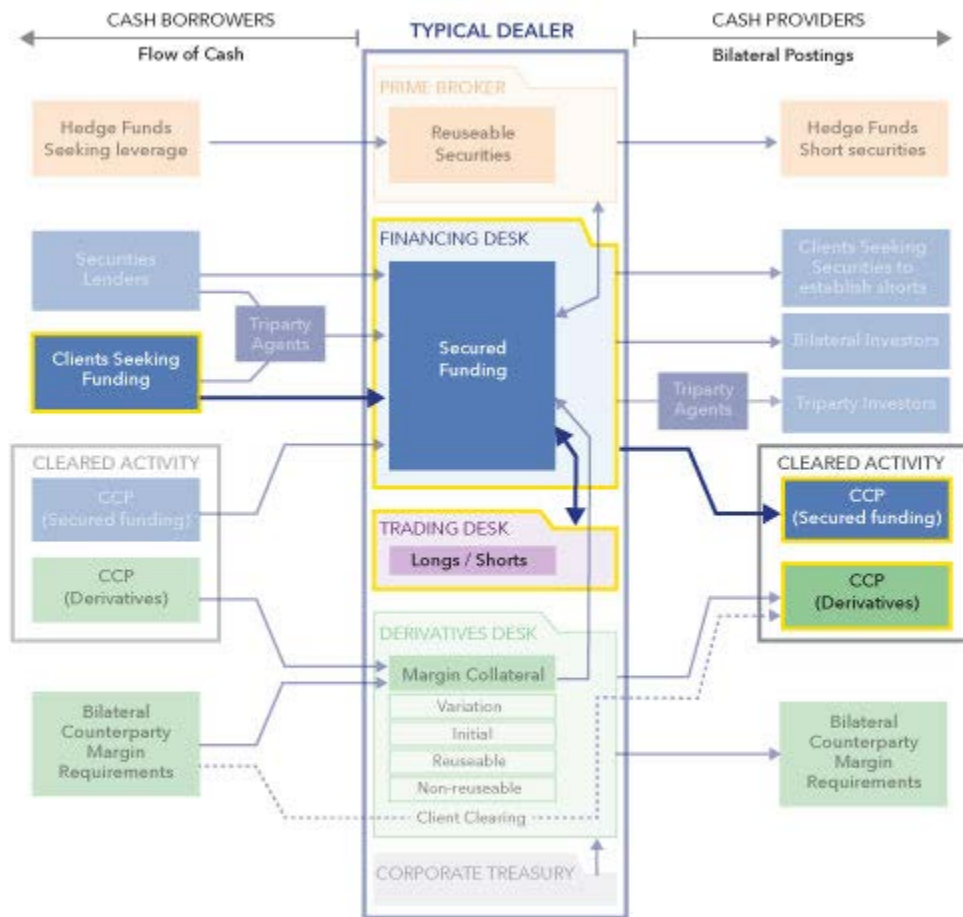 CASH BORROWERS
Flow of Cash
TYPICAL DEALER
CASH PROVIDERS
Bilateral Postings
PRIME BROKER
Hedge Funds
Seeking leverage
Reuseable
Securities
Hedge Funds
Short securities
FINANCING DESK
Securities
Lenders
Triparty
Agents
Clients Seeking
Funding
Secured
Funding
Clients Seeking
Securities to
establish shorts
Bilateral Investors
Triparty
Agents
Triparty Investors
CLEARED ACTIVITY
CCP
(Secured funding)
CCP
(Derivatives)
TRADING DESK
Longs / Shorts
CLEARED ACTIVITY
CCP
(Secured funding)
CCP
(Derivatives)
DERIVATIVES DESK
Margin Collateral
Variation
Initial
Reuseable
Non-reuseable
Client Clearing
Bilateral
Counterparty
Margin
Requirements
Bilateral
Counterparty
Margin
Requirements
CORPORATE TREASURY